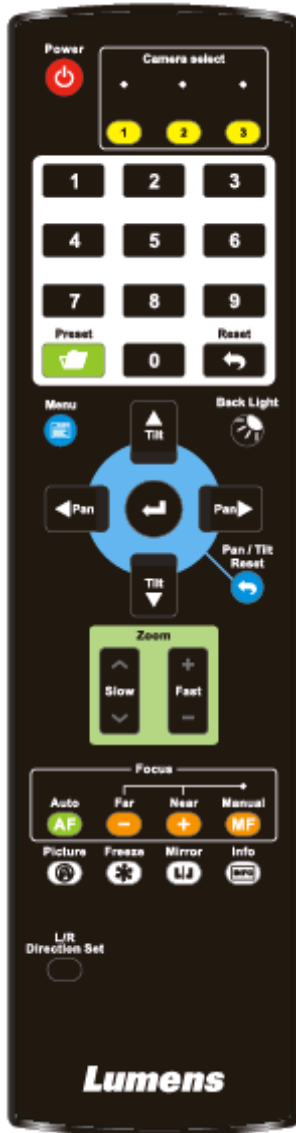 Power
Camera select
1 2 3
1 2 3
4 5 6
7 8 9
Preset Reset
0
Menu Back Light
Tilt
Pan Pan
Pan / Tilt
Reset
Tilt
Zoom
Slow + Fast −
Focus
Auto Far Near Manual
AF − + MF
Picture Freeze Mirror Info
INFO
L/R
Direction Set
Lumens